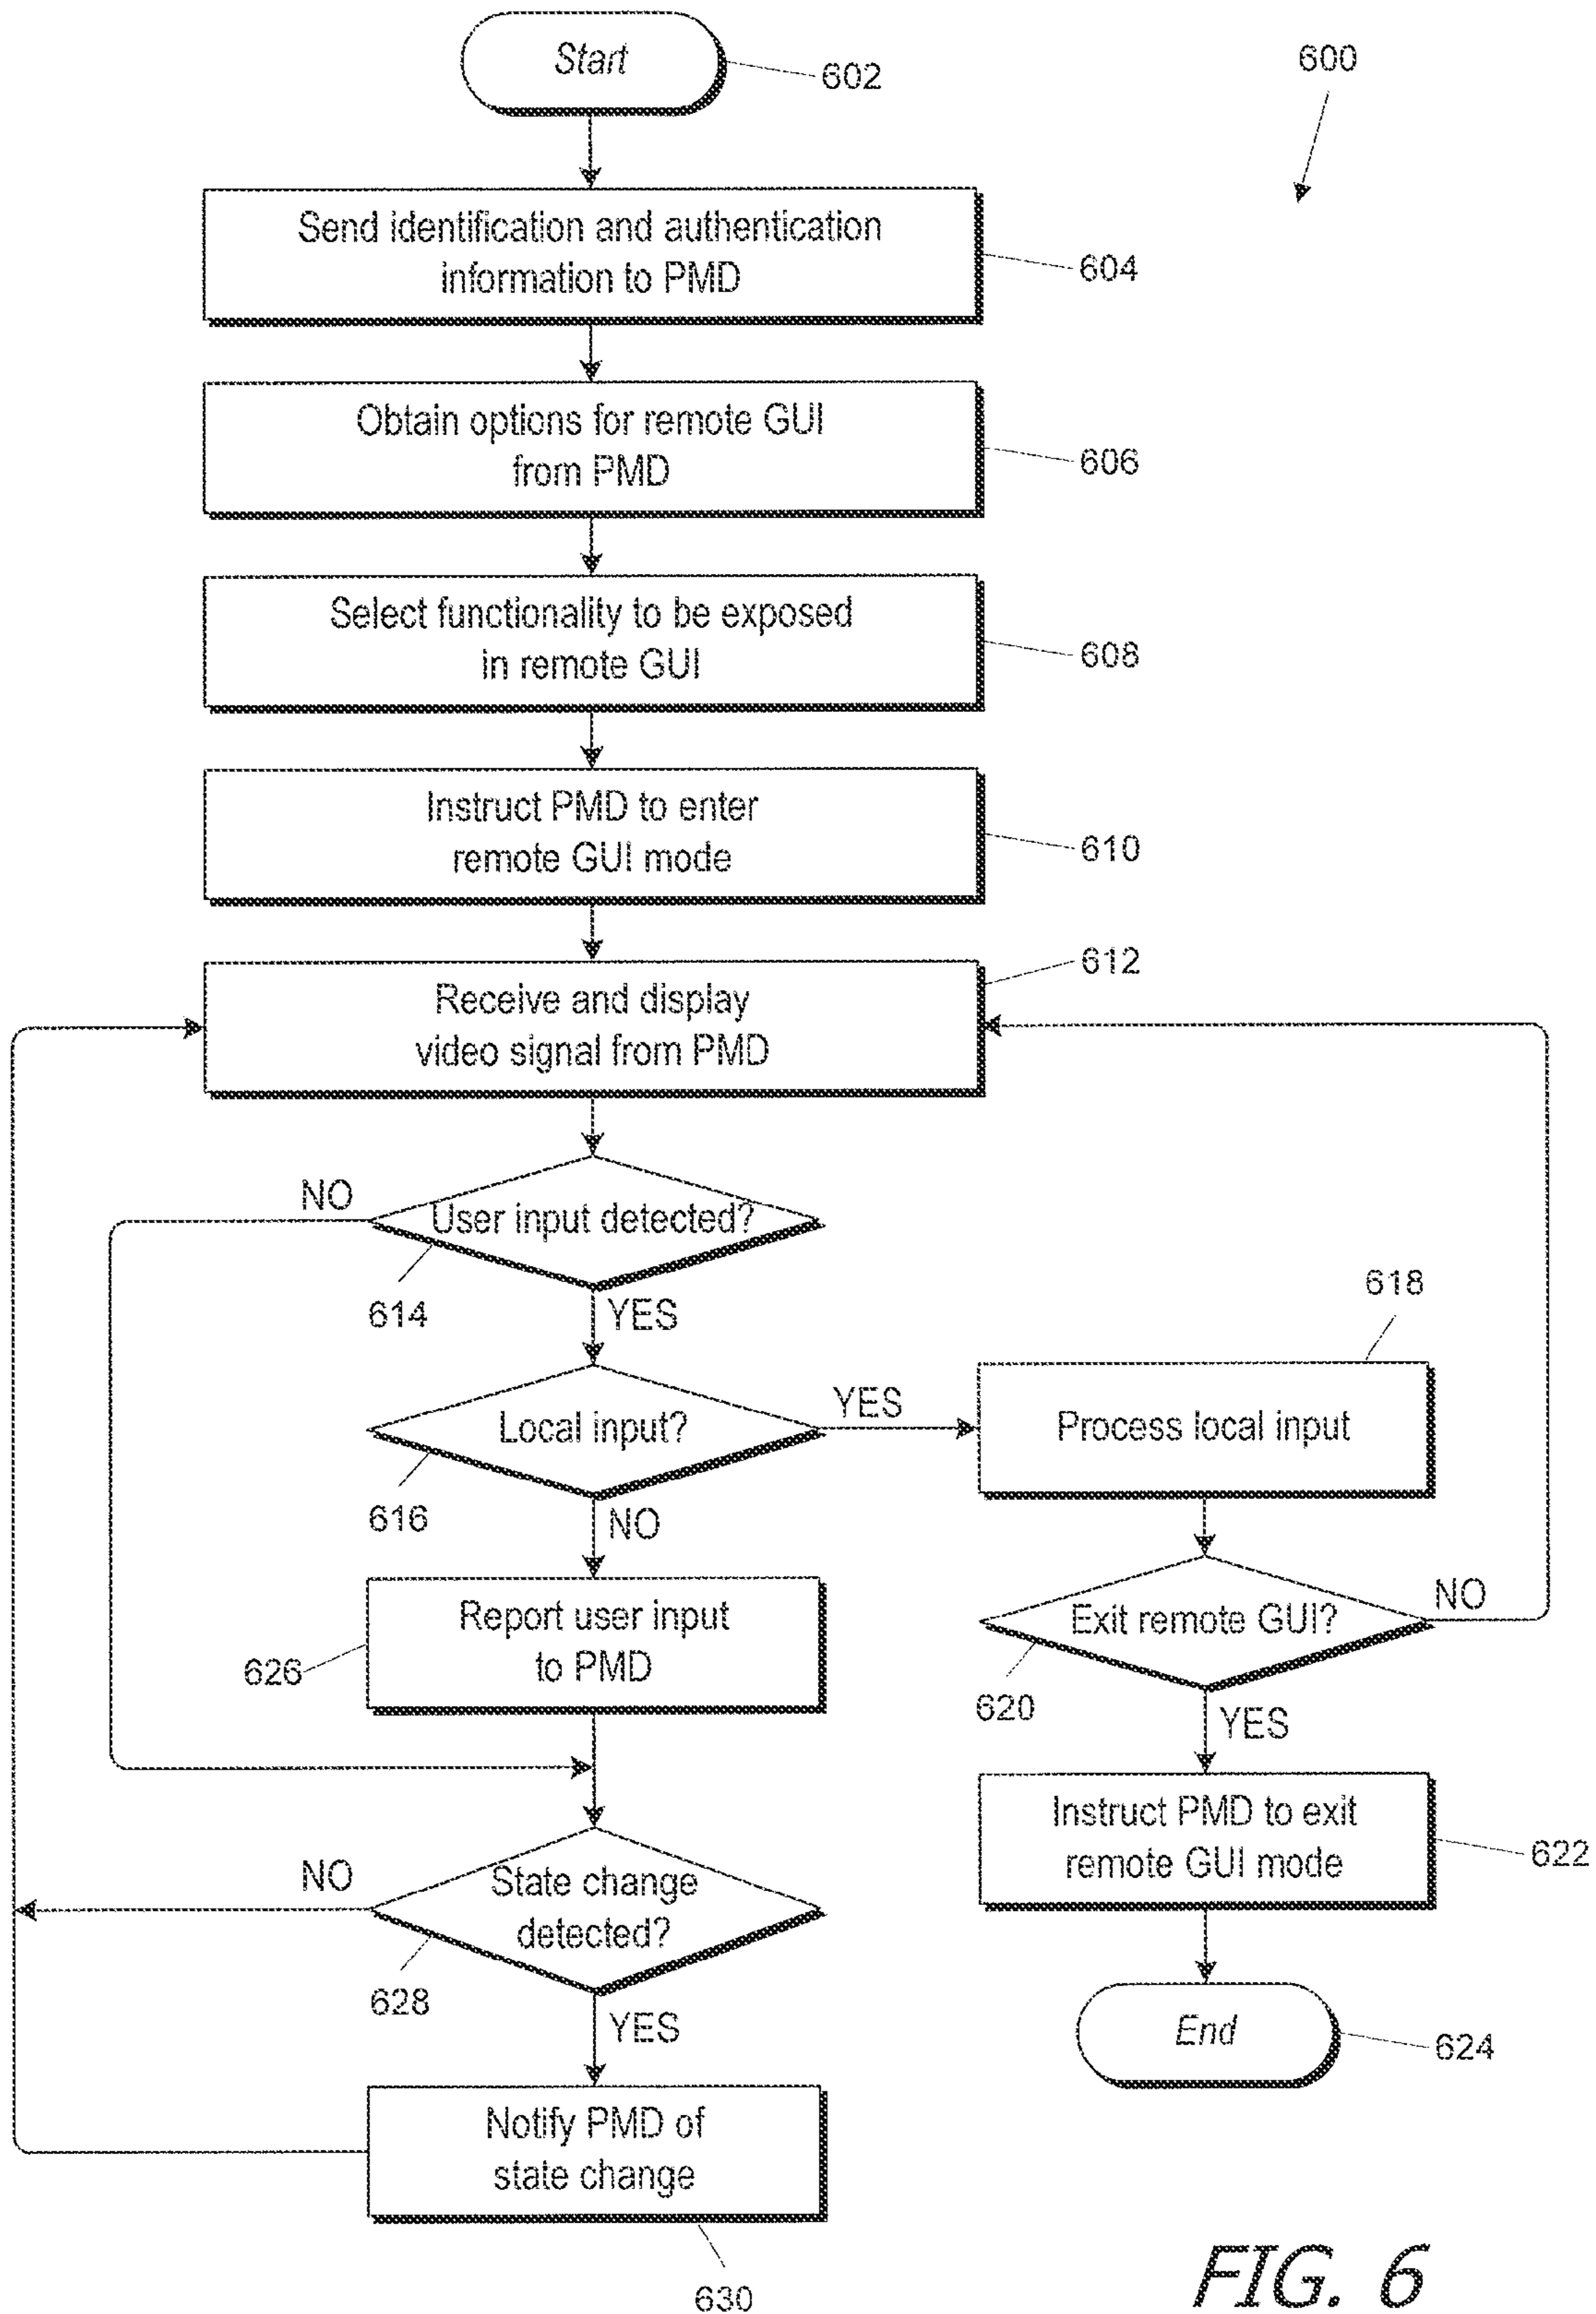 Start
602
600
Send identification and authentication
information to PMD
604
Obtain options for remote GUI
from PMD
606
Select functionality to be exposed
in remote GUI
608
Instruct PMD to enter
remote GUI mode
610
612
Receive and display
video signal from PMD
NO
User input detected?
614
YES
618
Local input?
YES
Process local input
616
NO
Report user input
to PMD
626
Exit remote GUI?
NO
620
YES
Instruct PMD to exit
remote GUI mode
622
NO
State change
detected?
628
YES
End
624
Notify PMD of
state change
630
FIG. 6